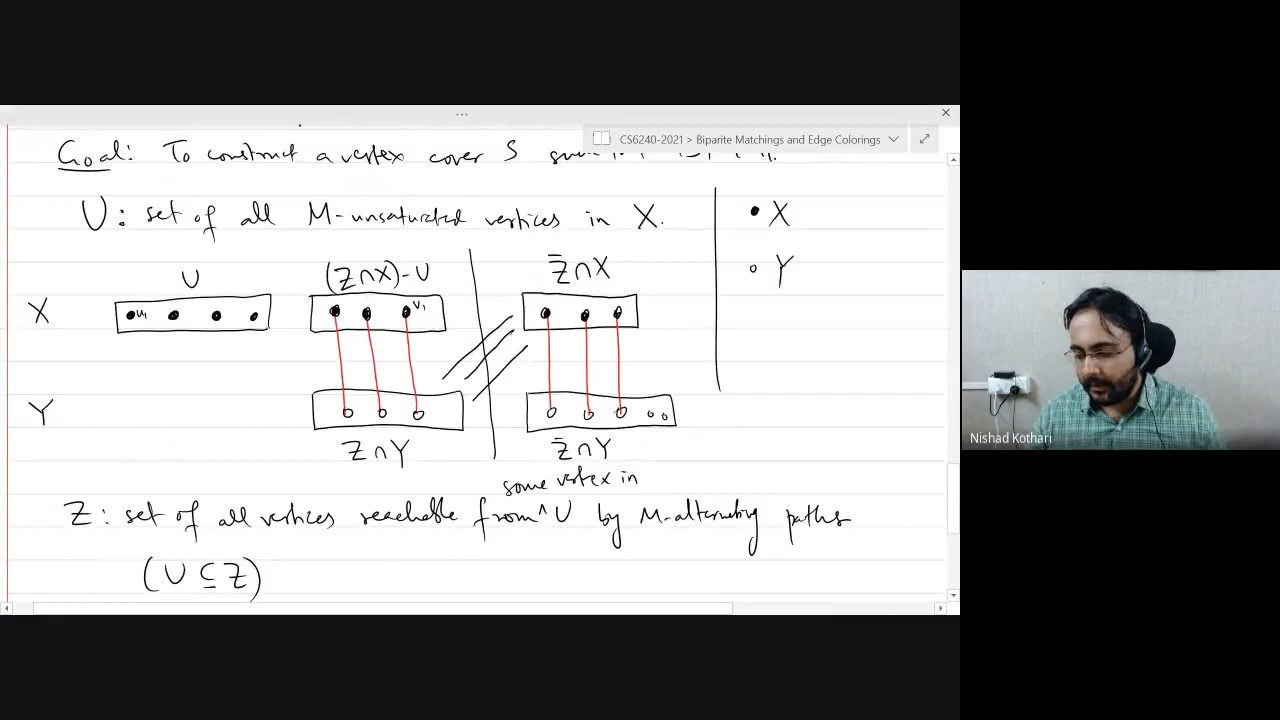 CS6240-2021 > Biparite Matchings and Edge Colorings
Goal: To construct a vertex cover S
U: set of all M-unsaturated vertices in X.
• X
∘ Y
U (Z∩X)-U Z̄∩X
X u₁ v₁
Y
Z∩Y Z̄∩Y
some vertex in
Z: set of all vertices reachable from ^ U by M-alternating paths
(U ⊆ Z)
Nishad Kothari